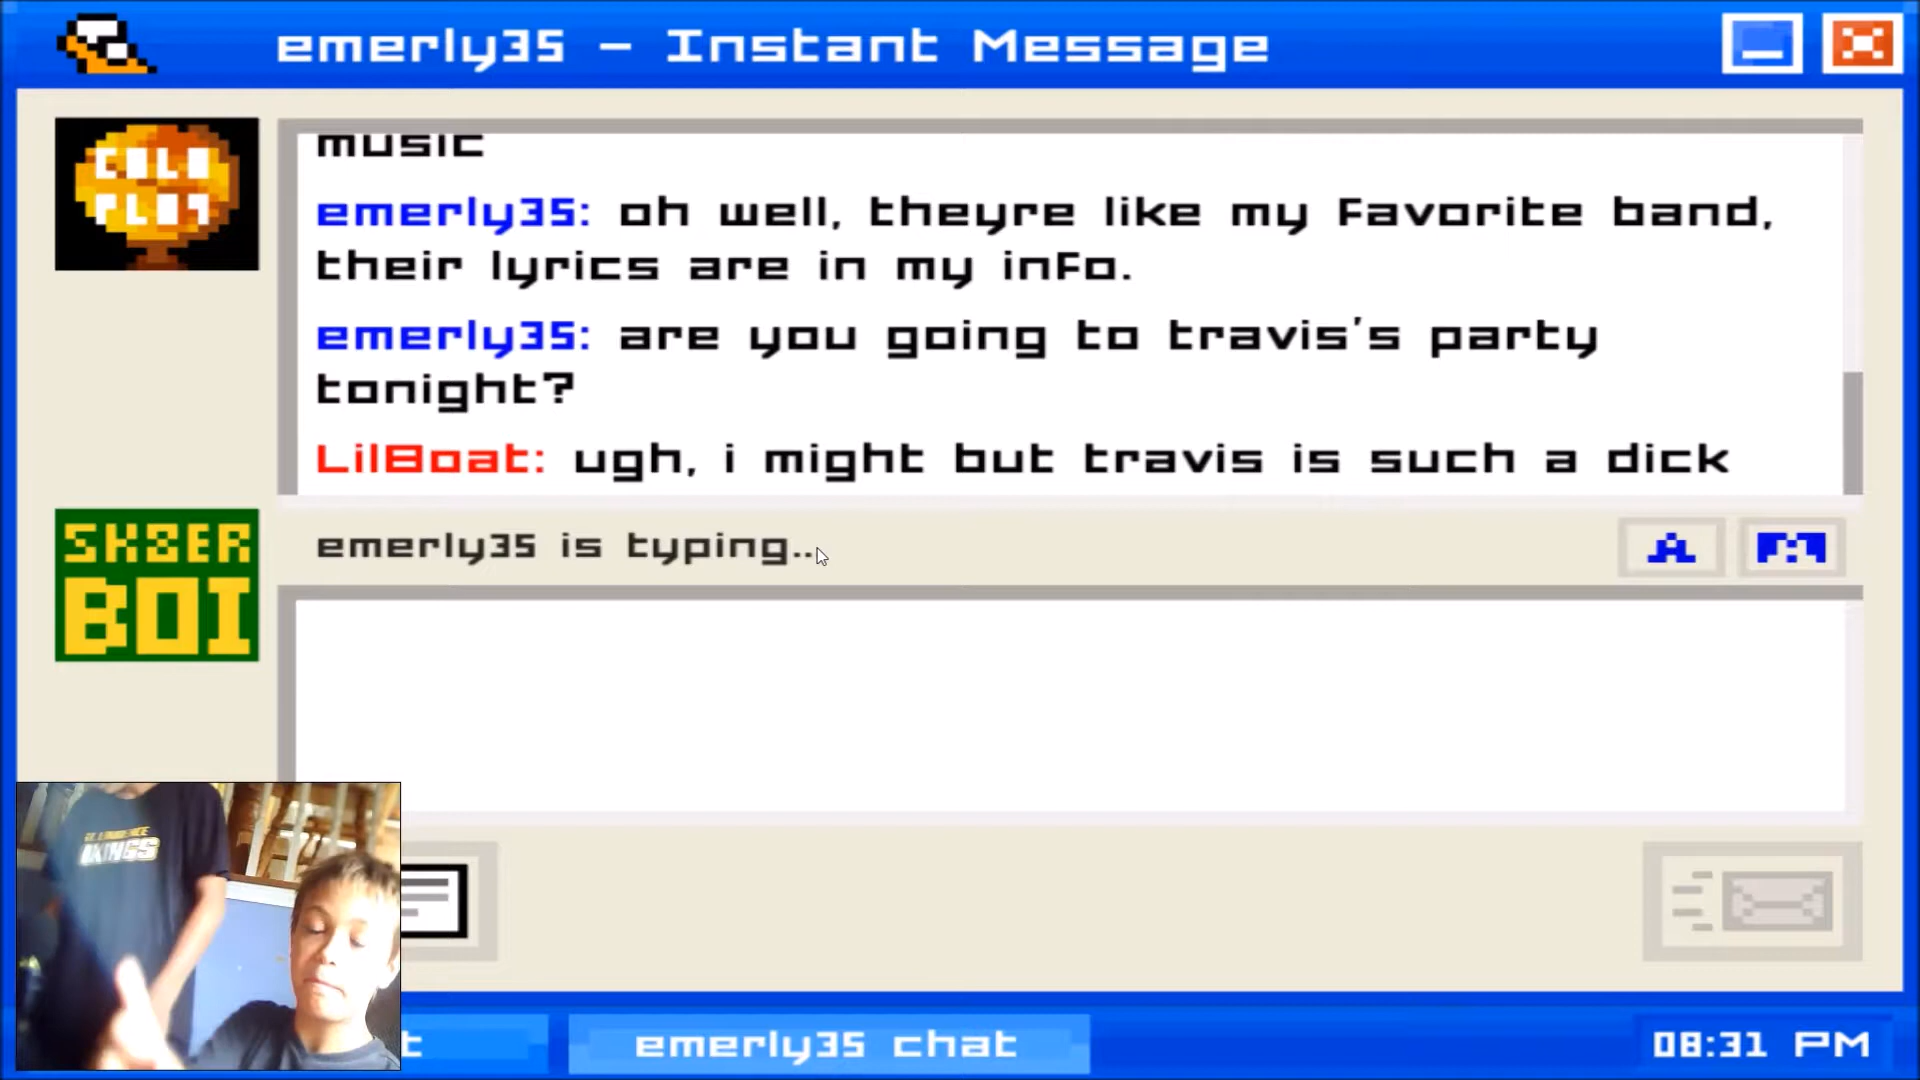 emerly35 - Instant Message
COLD
PLAY
music
emerly35: oh well, theyre like my Favorite band,
their lyrics are in my inFo.
emerly35: are you going to travis's party
tonight?
LilBoat: ugh, i might but travis is such a dick
SK8ER
BOI
emerly35 is typing..
A
A
KINGS
t
emerly35 chat
08:31 PM